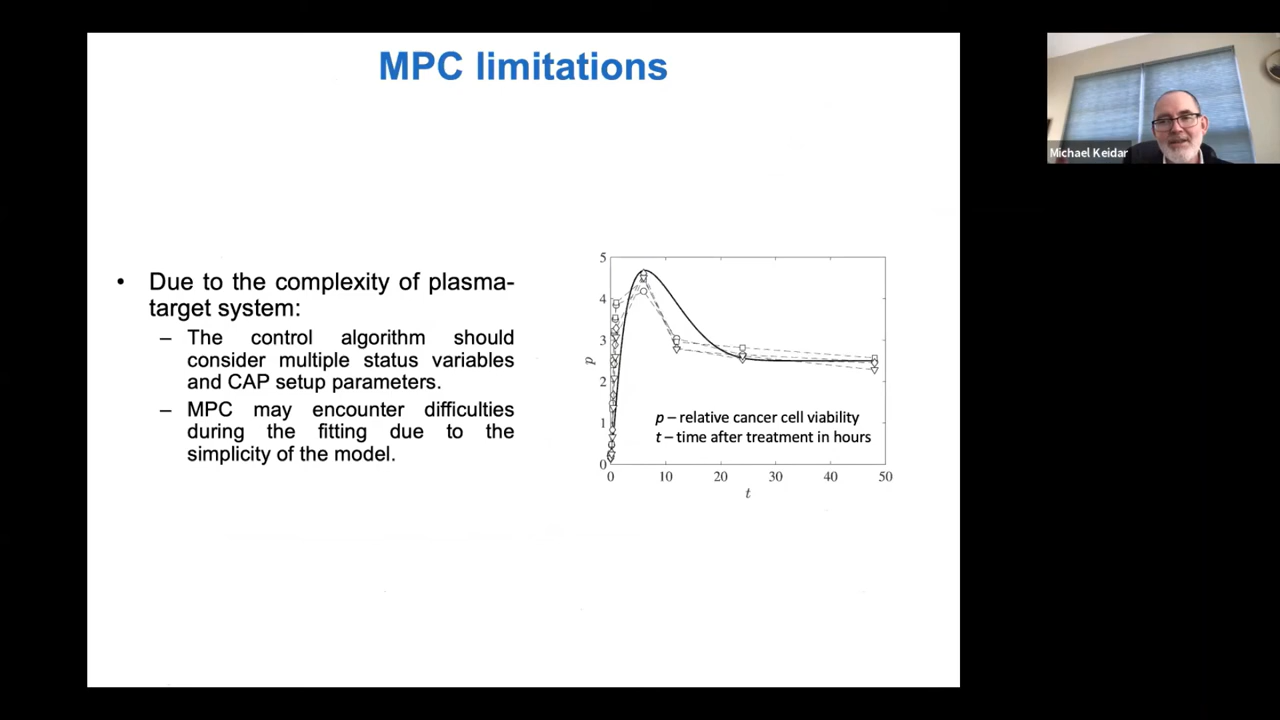 MPC limitations
Michael Keidar
• Due to the complexity of plasma-
target system:
– The control algorithm should
consider multiple status variables
and CAP setup parameters.
– MPC may encounter difficulties
during the fitting due to the
simplicity of the model.
5
4
3
2
1
0
p
p – relative cancer cell viability
t – time after treatment in hours
0 10 20 30 40 50
t